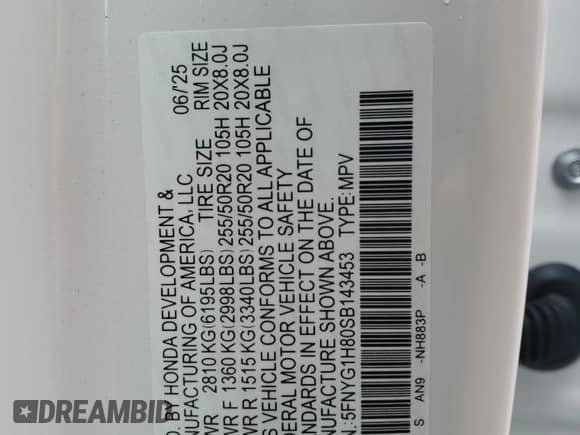 D. BY HONDA DEVELOPMENT & 06/'25
NUFACTURING OF AMERICA, LLC
WR 2810 KG(6195LBS) TIRE SIZE RIM SIZE
WR F 1360 KG(2998LBS)255/50R20 105H 20X8.0J
WR R 1515 KG(3340LBS)255/50R20 105H 20X8.0J
S VEHICLE CONFORMS TO ALL APPLICABLE
DERAL MOTOR VEHICLE SAFETY
ANDARDS IN EFFECT ON THE DATE OF
NUFACTURE SHOWN ABOVE.
N.:5FNYG1H80SB143453 TYPE:MPV
S AN9 -NH883P -A -B
DREAMBID